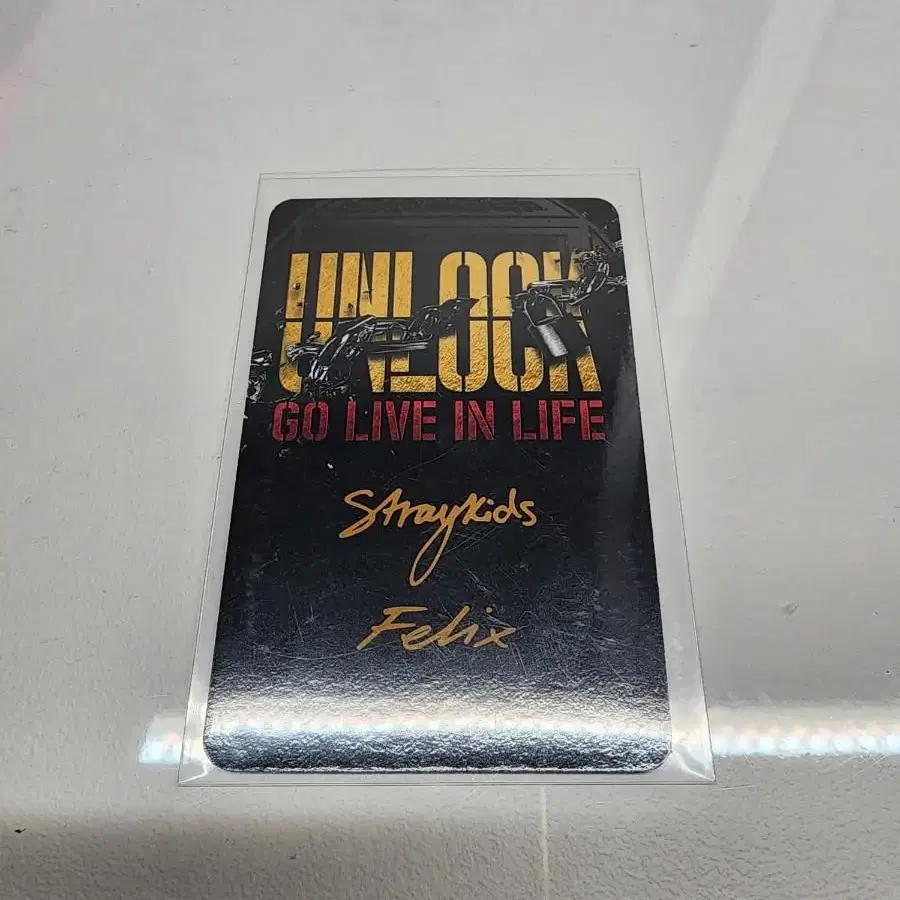 UNLOCK
GO LIVE IN LIFE
Straykids
Felix